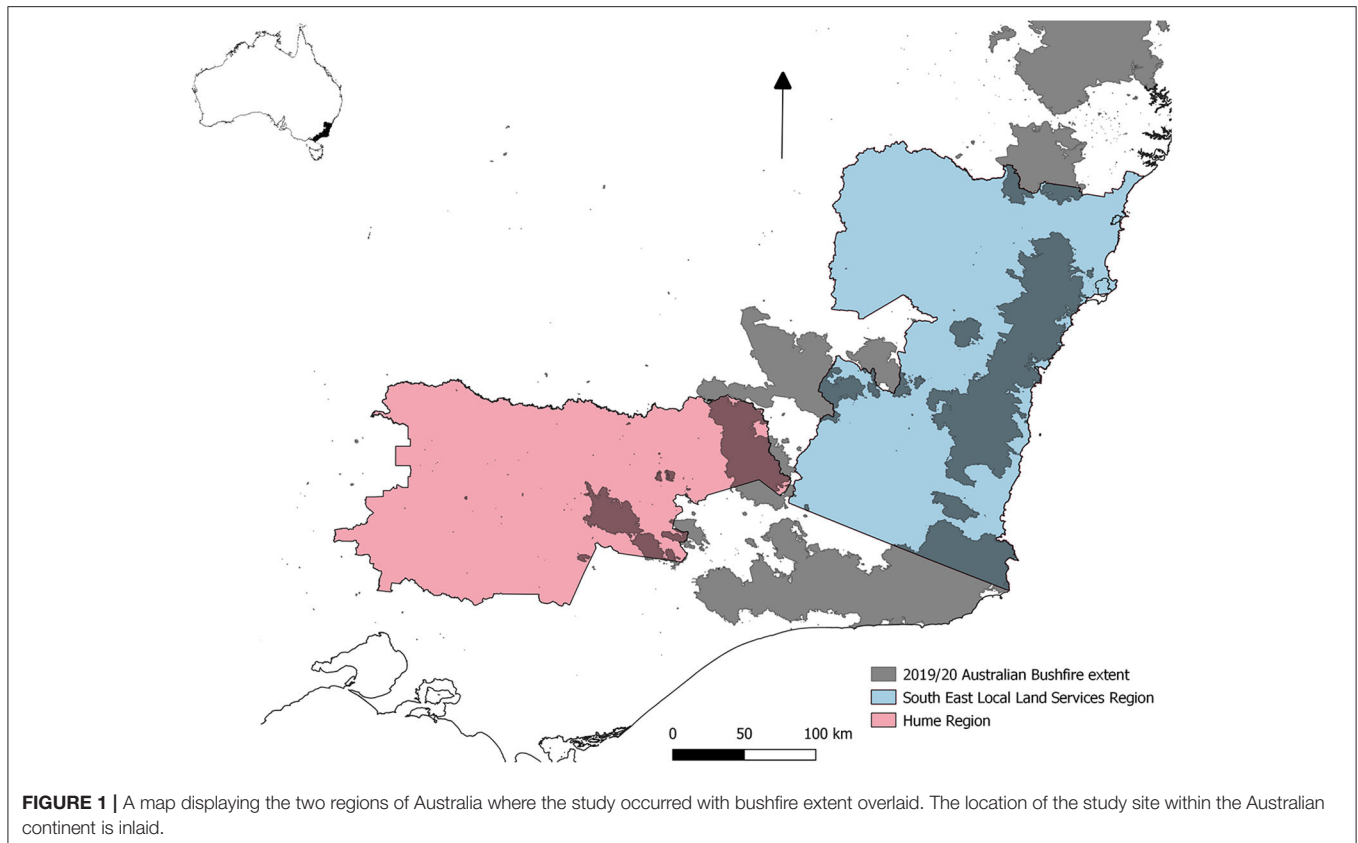 2019/20 Australian Bushfire extent
South East Local Land Services Region
Hume Region
0 50 100 km
FIGURE 1 | A map displaying the two regions of Australia where the study occurred with bushfire extent overlaid. The location of the study site within the Australian
continent is inlaid.